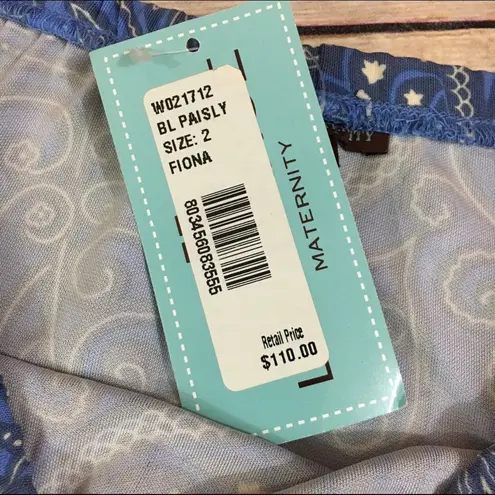 W021712
BL PAISLY
SIZE: 2
FIONA
803456083555
Retail Price
$110.00
MATERNITY